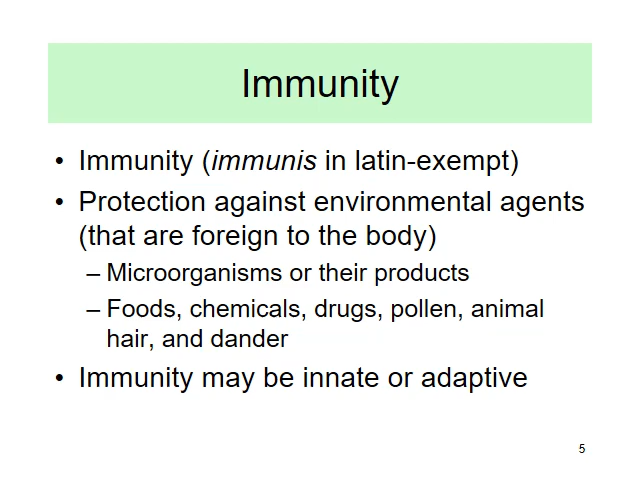 Immunity
• Immunity (immunis in latin-exempt)
• Protection against environmental agents
(that are foreign to the body)
– Microorganisms or their products
– Foods, chemicals, drugs, pollen, animal
hair, and dander
• Immunity may be innate or adaptive
5